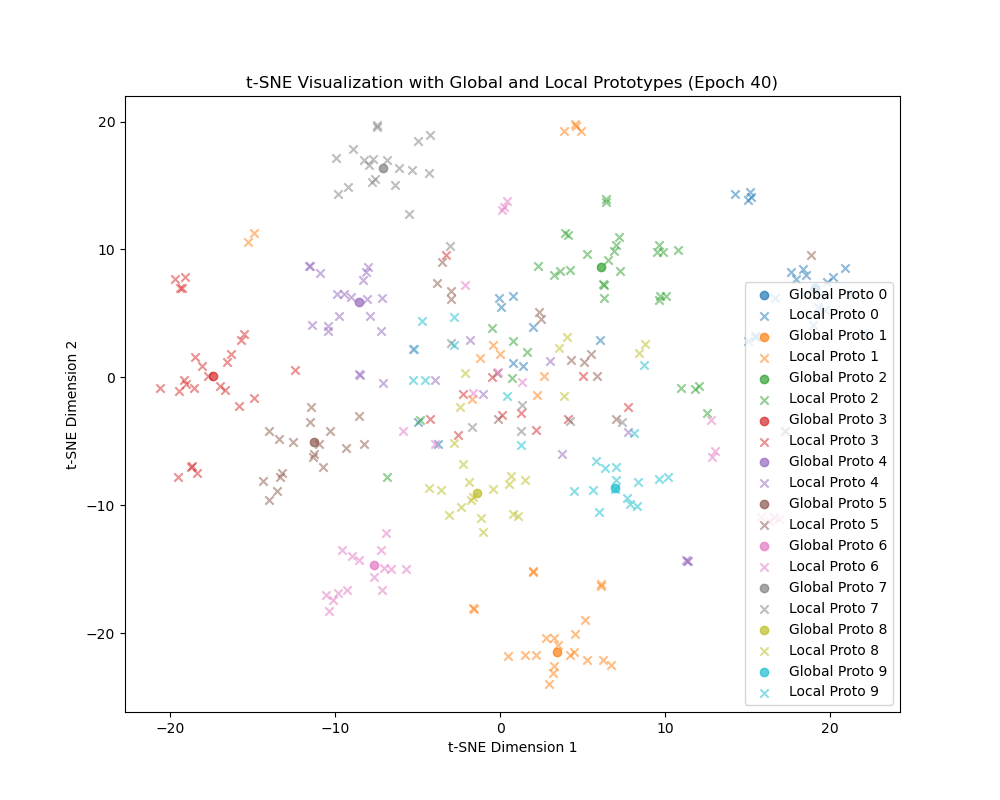 t-SNE Visualization with Global and Local Prototypes (Epoch 40)
20
10
0
−10
−20
t-SNE Dimension 2
−20
−10
0
10
20
t-SNE Dimension 1
Global Proto 0
Local Proto 0
Global Proto 1
Local Proto 1
Global Proto 2
Local Proto 2
Global Proto 3
Local Proto 3
Global Proto 4
Local Proto 4
Global Proto 5
Local Proto 5
Global Proto 6
Local Proto 6
Global Proto 7
Local Proto 7
Global Proto 8
Local Proto 8
Global Proto 9
Local Proto 9